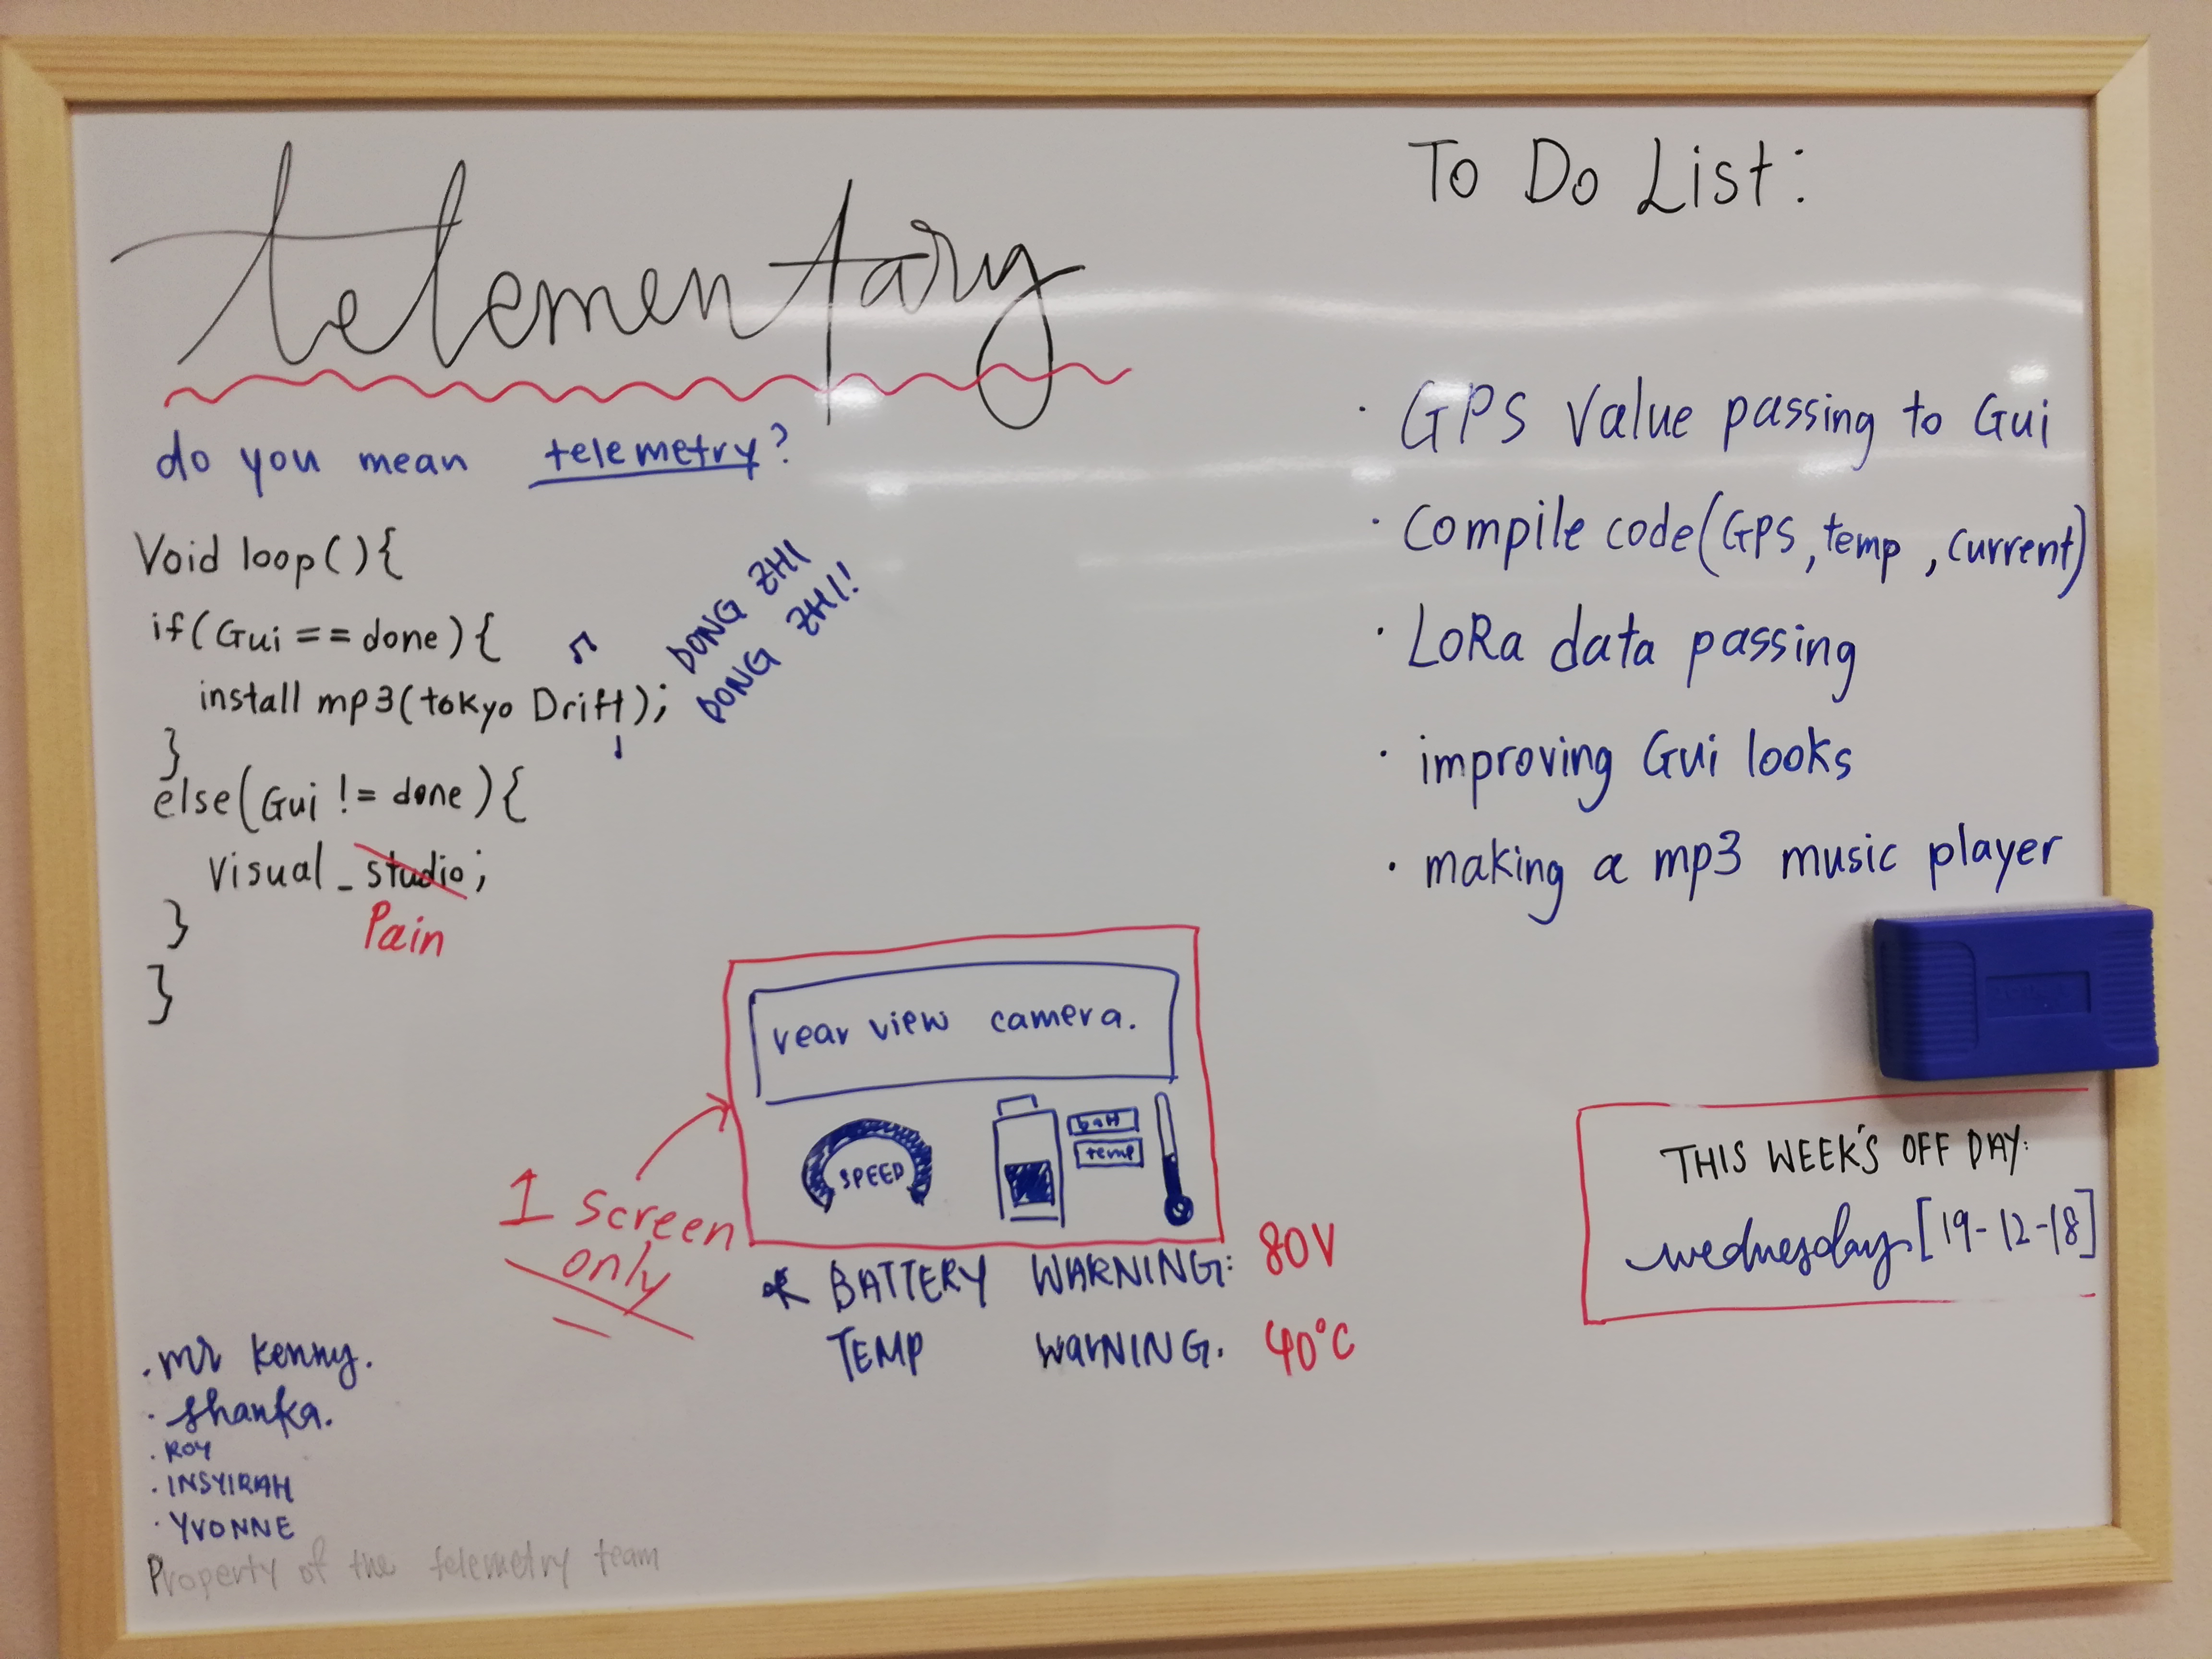 telementary
do you mean telemetry?
Void loop(){
if(Gui == done){
install mp3(tokyo Drift);
DONG ZHI
DONG ZHI!
}
else(Gui != done){
Visual_studio;
Pain
}
}
To Do List:
· GPS Value passing to Gui
· Compile code(GPS, temp, current)
· LoRa data passing
· improving Gui looks
· making a mp3 music player
rear view camera.
SPEED
batt
temp
1 Screen
only
* BATTERY WARNING: 80V
TEMP WARNING. 40°C
THIS WEEK'S OFF DAY:
wednesday [19-12-18]
· mr kenny.
· shanka.
· ROY
· INSYIRAH
· YVONNE
Property of the telemetry team